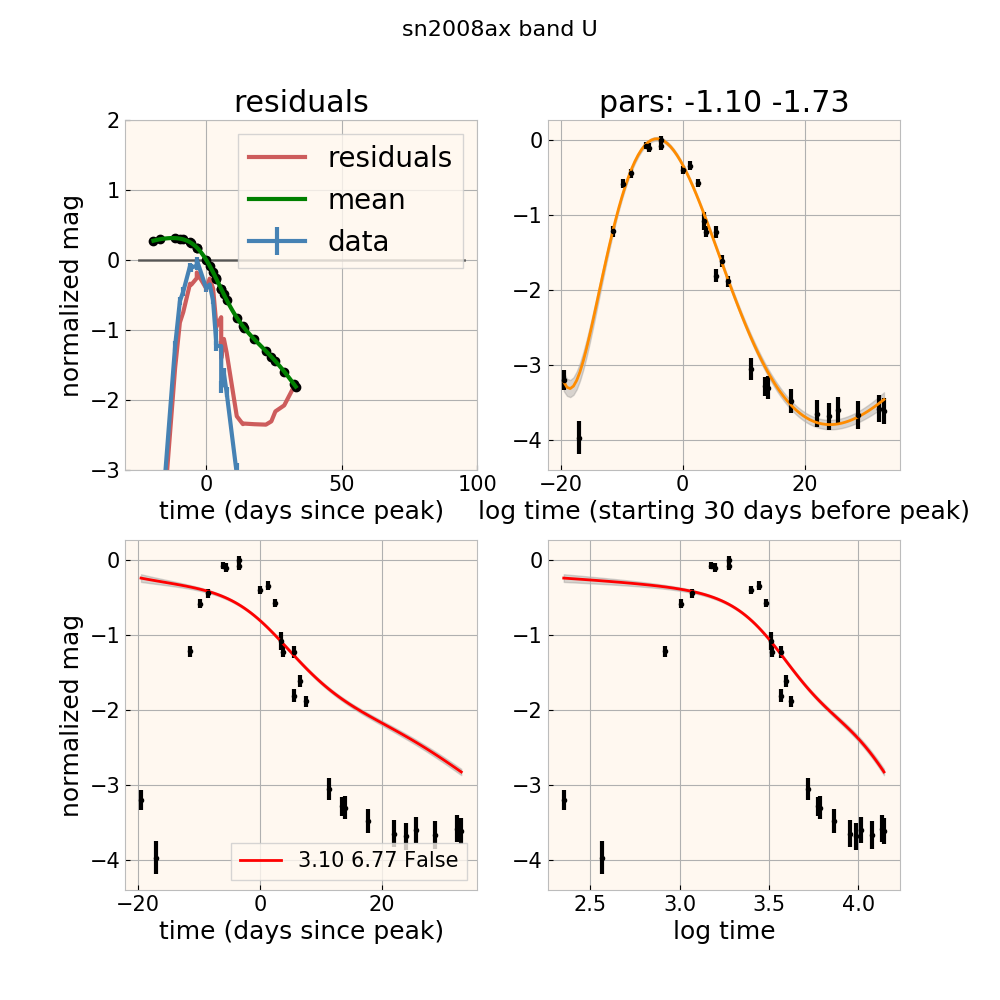 sn2008ax band U
residuals
pars: -1.10 -1.73
2
1
0
−1
−2
−3
normalized mag
residuals
mean
data
0
50
100
time (days since peak)
0
−1
−2
−3
−4
−20
0
20
log time (starting 30 days before peak)
0
−1
−2
−3
−4
normalized mag
3.10 6.77 False
−20
0
20
time (days since peak)
0
−1
−2
−3
−4
2.5
3.0
3.5
4.0
log time